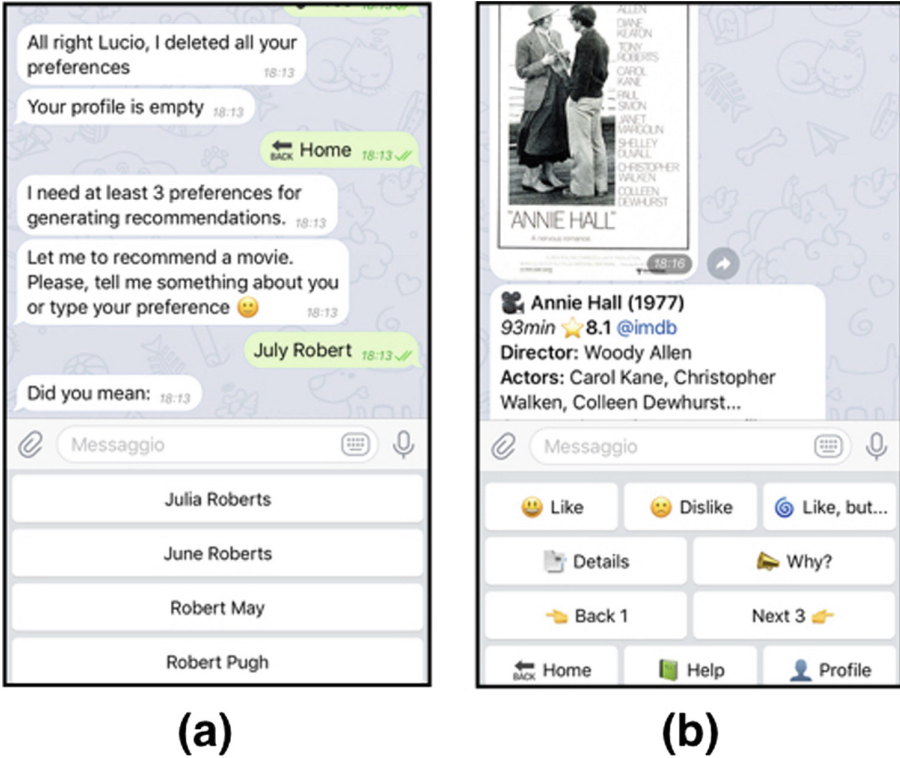 18:13
All right Lucio, I deleted all your
preferences 18:13
Your profile is empty 18:13
BACK Home 18:13
I need at least 3 preferences for
generating recommendations. 18:13
Let me to recommend a movie.
Please, tell me something about you
or type your preference 18:13
July Robert 18:13
Did you mean: 18:13
Messaggio
Julia Roberts
June Roberts
Robert May
Robert Pugh
(a)
ALLEN
DIANE
KEATON
TONY
ROBERTS
CAROL
KANE
PAUL
SIMON
JANET
MARGOLIN
SHELLEY
DUVALL
CHRISTOPHER
WALKEN
COLLEEN
DEWHURST
"ANNIE HALL"
A nervous romance.
18:16
Annie Hall (1977)
93min 8.1 @imdb
Director: Woody Allen
Actors: Carol Kane, Christopher
Walken, Colleen Dewhurst...
Messaggio
Like
Dislike
Like, but...
Details
Why?
Back 1
Next 3
BACK Home
Help
Profile
(b)